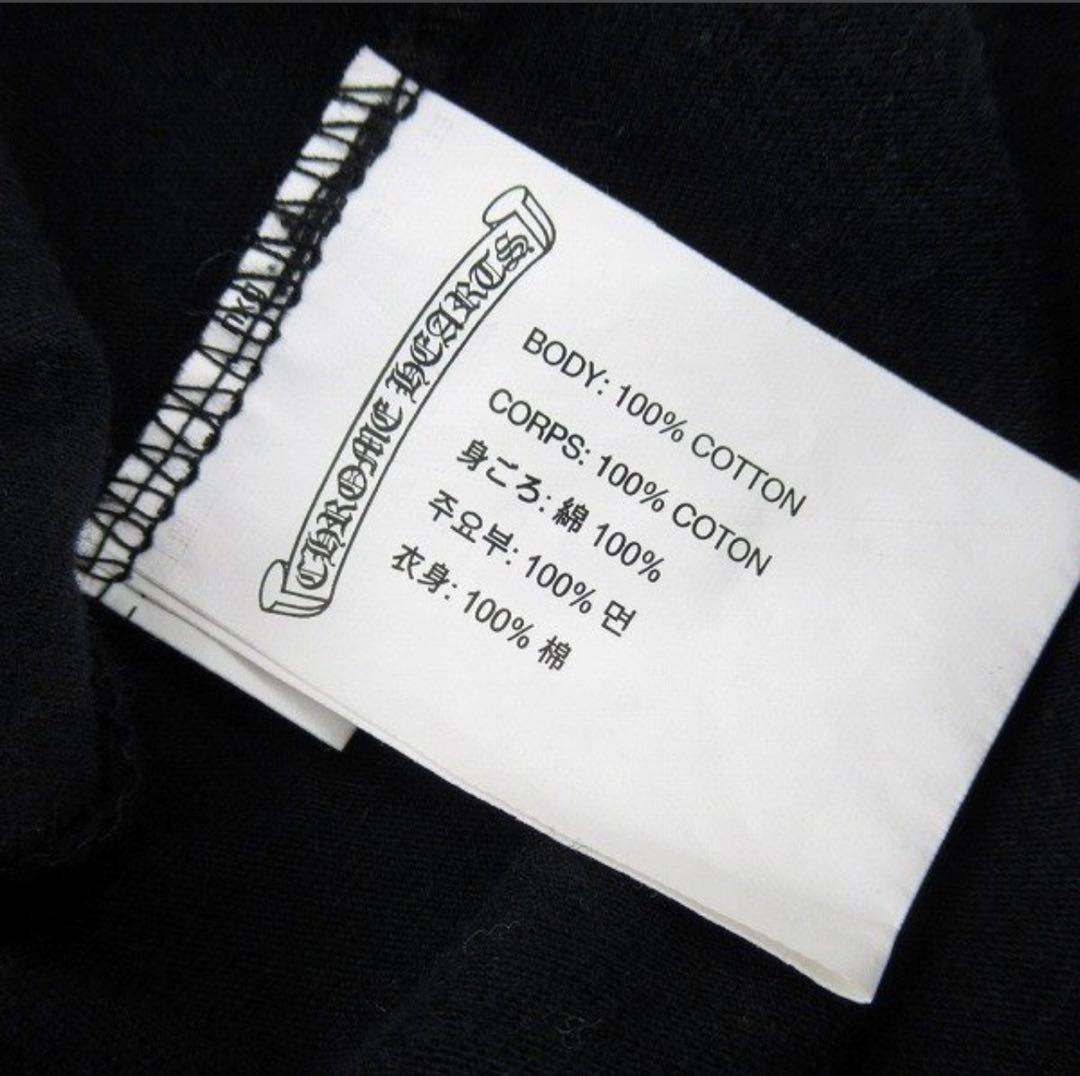 CHROME HEARTS
BODY: 100% COTTON
CORPS: 100% COTON
身ごろ: 綿 100%
주요부: 100% 면
衣身: 100% 棉